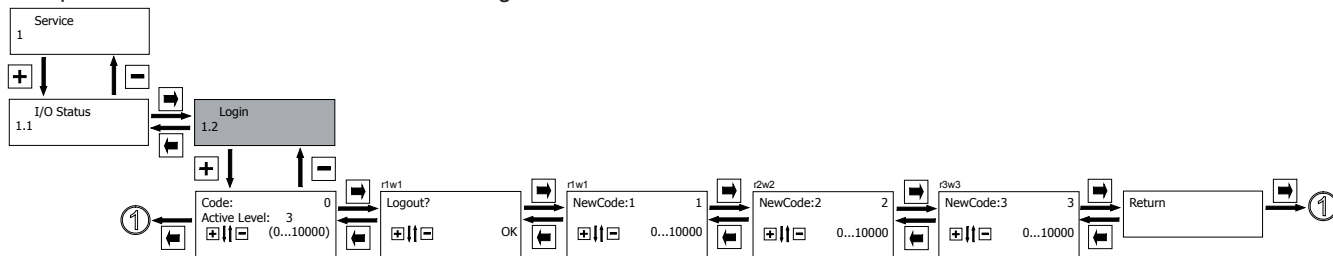 Service
1
+
−
I/O Status
1.1
Login
1.2
+
−
r1w1
r1w1
r2w2
r3w3
1
Code: 0
Active Level: 3
+ − (0...10000)
Logout?
+ − OK
NewCode:1 1
+ − 0...10000
NewCode:2 2
+ − 0...10000
NewCode:3 3
+ − 0...10000
Return
1